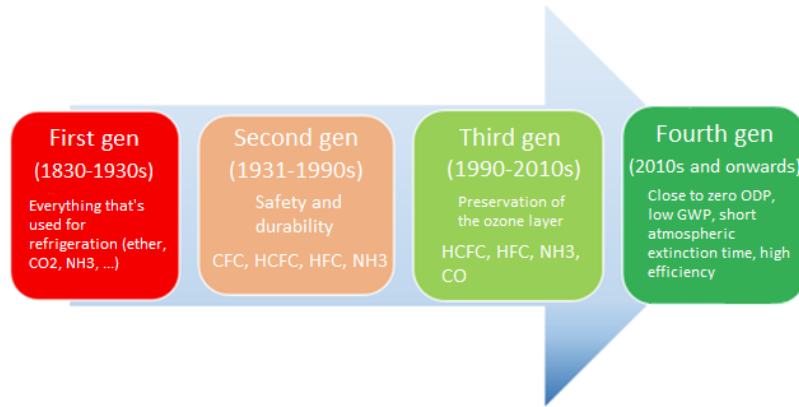 First gen
(1830-1930s)
Everything that's
used for
refrigeration (ether,
CO2, NH3, ...)
Second gen
(1931-1990s)
Safety and
durability
CFC, HCFC, HFC, NH3
Third gen
(1990-2010s)
Preservation of
the ozone layer
HCFC, HFC, NH3,
CO
Fourth gen
(2010s and onwards)
Close to zero ODP,
low GWP, short
atmospheric
extinction time, high
efficiency